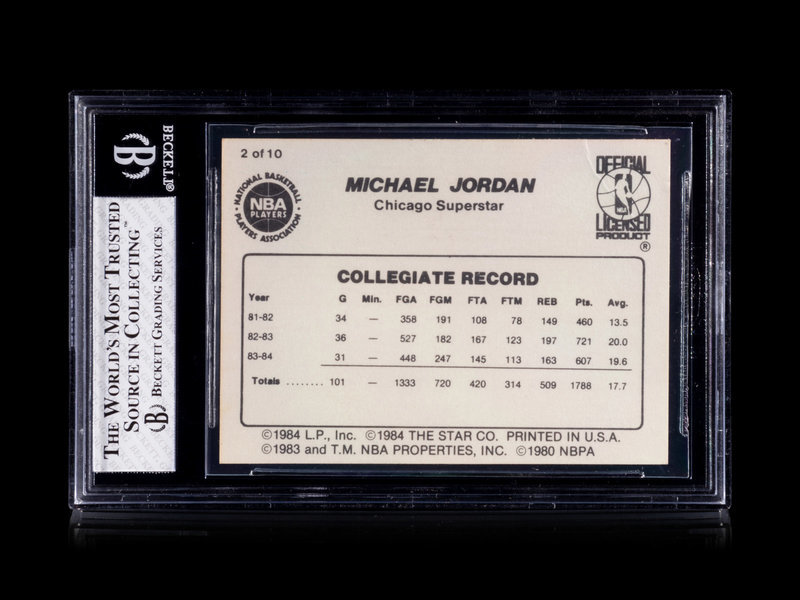 BECKETT®
B
THE WORLD'S MOST TRUSTED
SOURCE IN COLLECTING™
B BECKETT GRADING SERVICES
2 of 10
NATIONAL BASKETBALL
NBA
PLAYERS
PLAYERS ASSOCIATION
MICHAEL JORDAN
Chicago Superstar
OFFICIAL
NBA
LICENSED
PRODUCT
®
COLLEGIATE RECORD
Year G Min. FGA FGM FTA FTM REB Pts. Avg.
81-82 34 — 358 191 108 78 149 460 13.5
82-83 36 — 527 182 167 123 197 721 20.0
83-84 31 — 448 247 145 113 163 607 19.6
Totals ........ 101 — 1333 720 420 314 509 1788 17.7
©1984 L.P., Inc. ©1984 THE STAR CO. PRINTED IN U.S.A.
©1983 and T.M. NBA PROPERTIES, INC. ©1980 NBPA